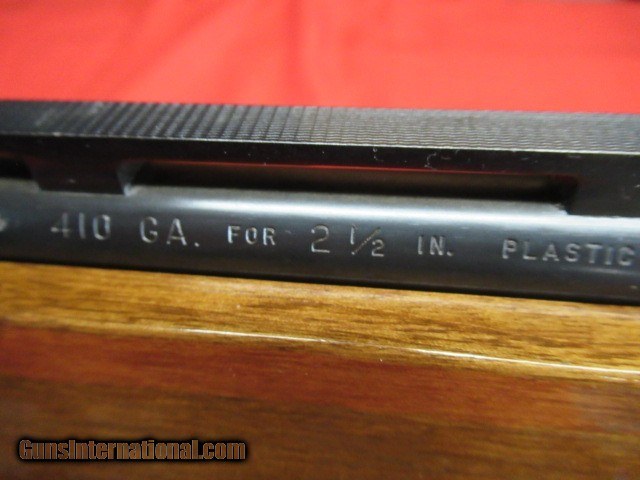 410 GA. FOR 2 1/2 IN. PLASTIC
GunsInternational.com